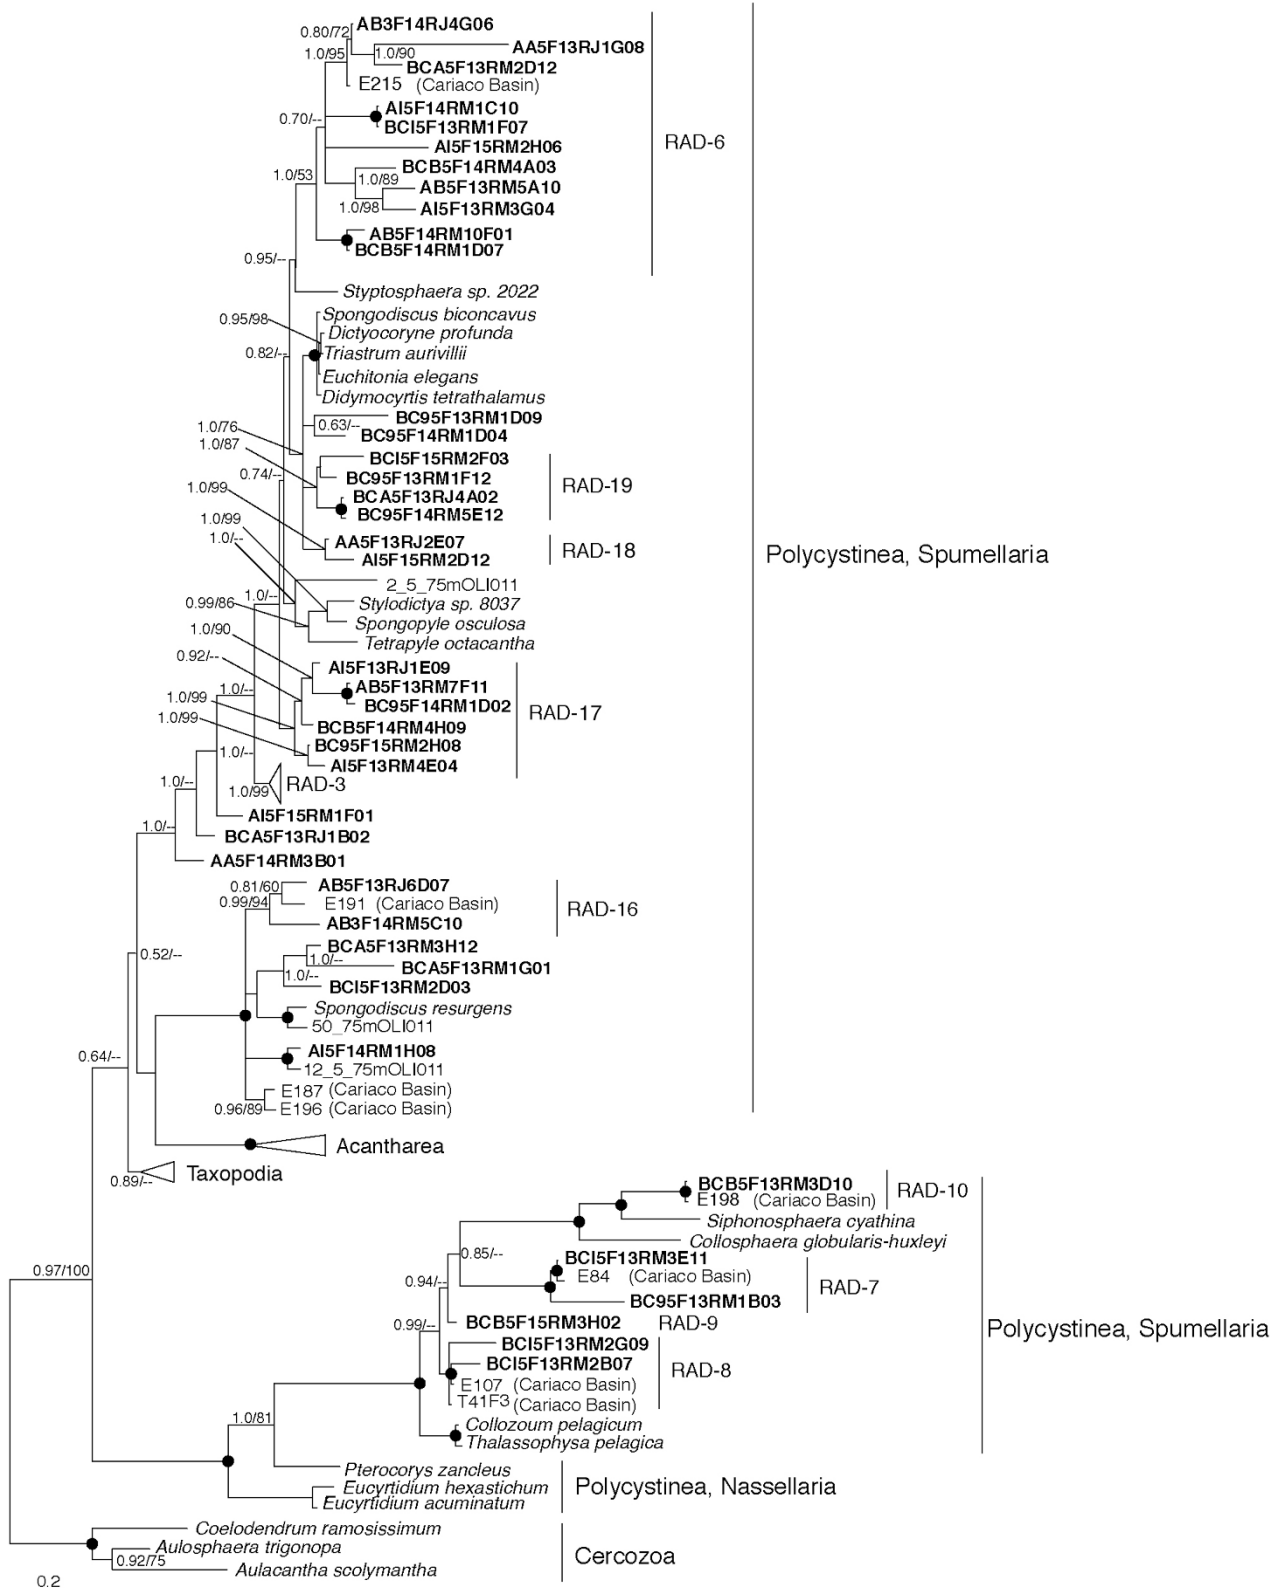 0.80/72 AB3F14RJ4G06
1.0/95 1.0/90 AA5F13RJ1G08
BCA5F13RM2D12
E215 (Cariaco Basin)
AI5F14RM1C10
0.70/-- BCI5F13RM1F07
RAD-6
AI5F15RM2H06
BCB5F14RM4A03
1.0/53 1.0/89 AB5F13RM5A10
1.0/98 AI5F13RM3G04
AB5F14RM10F01
BCB5F14RM1D07
0.95/--
Styptosphaera sp. 2022
Spongodiscus biconcavus
0.95/98 Dictyocoryne profunda
0.82/-- Triastrum aurivillii
Euchitonia elegans
Didymocyrtis tetrathalamus
BC95F13RM1D09
1.0/76 0.63/-- BC95F14RM1D04
1.0/87
BCI5F15RM2F03
0.74/-- BC95F13RM1F12
RAD-19
1.0/99 BCA5F13RJ4A02
BC95F14RM5E12
1.0/99
1.0/-- AA5F13RJ2E07
RAD-18
AI5F15RM2D12
Polycystinea, Spumellaria
2_5_75mOLI011
1.0/--
0.99/86 Stylodictya sp. 8037
Spongopyle osculosa
1.0/90
Tetrapyle octacantha
0.92/--
AI5F13RJ1E09
1.0/-- AB5F13RM7F11
1.0/99 BC95F14RM1D02
RAD-17
1.0/99 BCB5F14RM4H09
BC95F15RM2H08
1.0/-- AI5F13RM4E04
1.0/-- 1.0/99 RAD-3
AI5F15RM1F01
1.0/-- BCA5F13RJ1B02
AA5F14RM3B01
0.81/60 AB5F13RJ6D07
0.99/94 E191 (Cariaco Basin)
RAD-16
AB3F14RM5C10
BCA5F13RM3H12
0.52/-- 1.0/-- BCA5F13RM1G01
1.0/-- BCI5F13RM2D03
Spongodiscus resurgens
50_75mOLI011
0.64/-- AI5F14RM1H08
12_5_75mOLI011
E187 (Cariaco Basin)
0.96/89 E196 (Cariaco Basin)
Acantharea
Taxopodia
0.89/--
BCB5F13RM3D10
RAD-10
E198 (Cariaco Basin)
Siphonosphaera cyathina
Collosphaera globularis-huxleyi
0.85/-- BCI5F13RM3E11
0.97/100 E84 (Cariaco Basin)
RAD-7
0.94/-- BC95F13RM1B03
0.99/-- BCB5F15RM3H02 RAD-9
Polycystinea, Spumellaria
BCI5F13RM2G09
BCI5F13RM2B07
RAD-8
E107 (Cariaco Basin)
T41F3 (Cariaco Basin)
1.0/81 Collozoum pelagicum
Thalassophysa pelagica
Pterocorys zancleus
Eucyrtidium hexastichum
Polycystinea, Nassellaria
Eucyrtidium acuminatum
Coelodendrum ramosissimum
Aulosphaera trigonopa
Cercozoa
0.92/75 Aulacantha scolymantha
0.2